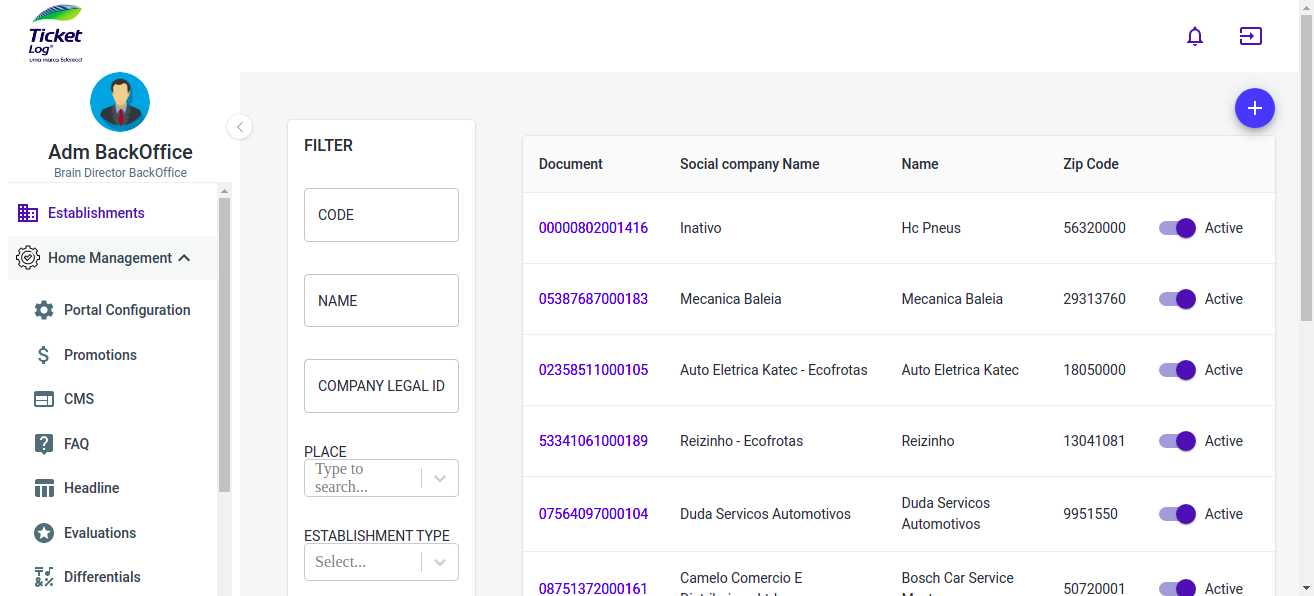 Ticket
Log®
uma marca Edenred
Adm BackOffice
Brain Director BackOffice
Establishments
Home Management
Portal Configuration
Promotions
CMS
FAQ
Headline
Evaluations
Differentials
FILTER
CODE
NAME
COMPANY LEGAL ID
PLACE
Type to
search...
ESTABLISHMENT TYPE
Select...
Document Social company Name Name Zip Code
00000802001416 Inativo Hc Pneus 56320000 Active
05387687000183 Mecanica Baleia Mecanica Baleia 29313760 Active
02358511000105 Auto Eletrica Katec - Ecofrotas Auto Eletrica Katec 18050000 Active
53341061000189 Reizinho - Ecofrotas Reizinho 13041081 Active
07564097000104 Duda Servicos Automotivos Duda Servicos
Automotivos 9951550 Active
08751372000161 Camelo Comercio E Bosch Car Service 50720001 Active